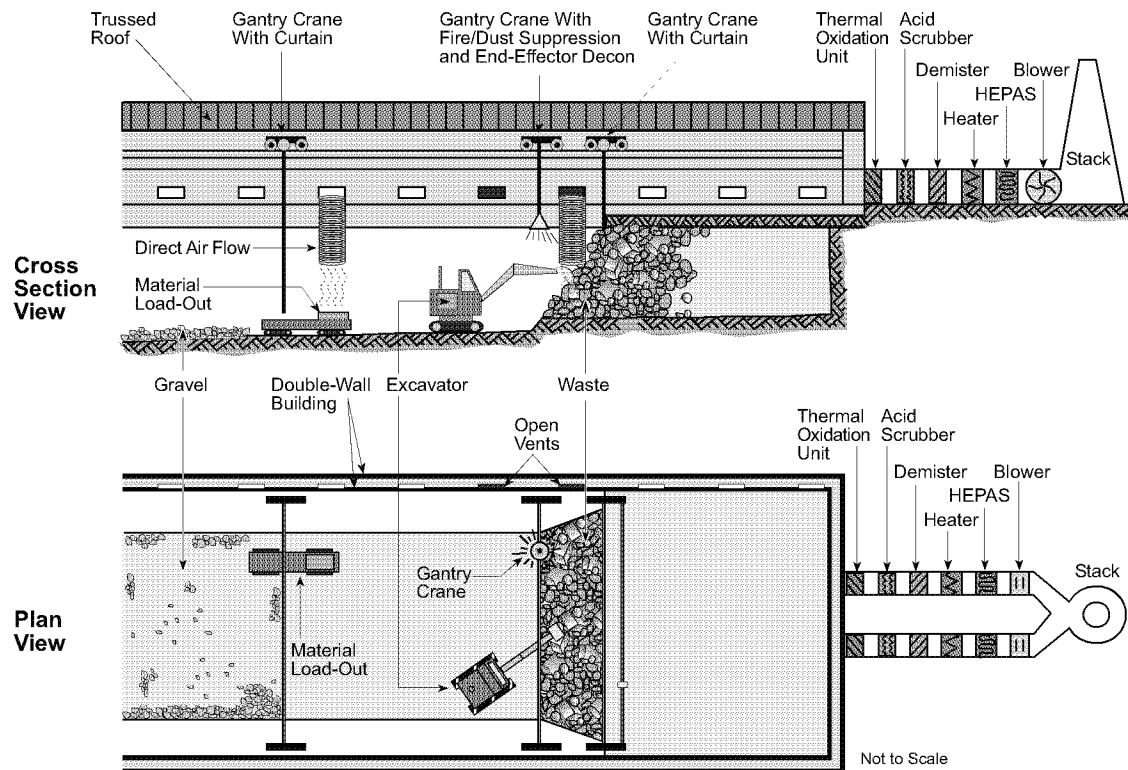 Trussed
Roof
Gantry Crane
With Curtain
Gantry Crane With
Fire/Dust Suppression
and End-Effector Decon
Gantry Crane
With Curtain
Thermal
Oxidation
Unit
Acid
Scrubber
Demister
Heater
HEPAS
Blower
Stack
Cross
Section
View
Direct Air Flow
Material
Load-Out
Gravel
Double-Wall
Building
Excavator
Waste
Open
Vents
Thermal
Oxidation
Unit
Acid
Scrubber
Demister
Heater
HEPAS
Blower
Stack
Plan
View
Gantry
Crane
Material
Load-Out
Not to Scale